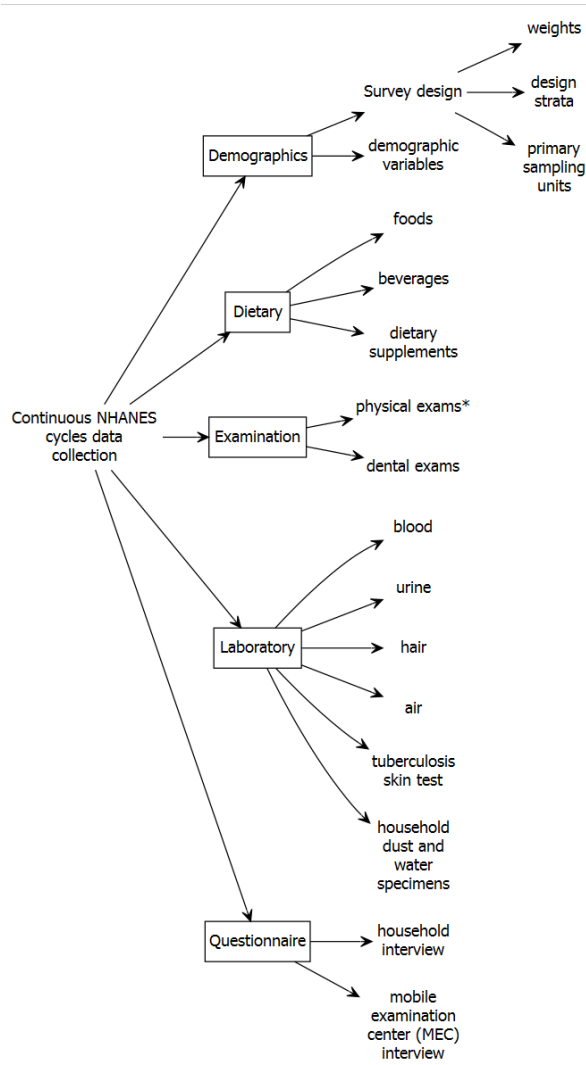 weights
Survey design
design
strata
Demographics
demographic
variables
primary
sampling
units
foods
Dietary
beverages
dietary
supplements
Continuous NHANES
cycles data
collection
Examination
physical exams*
dental exams
blood
urine
Laboratory
hair
air
tuberculosis
skin test
household
dust and
water
specimens
Questionnaire
household
interview
mobile
examination
center (MEC)
interview